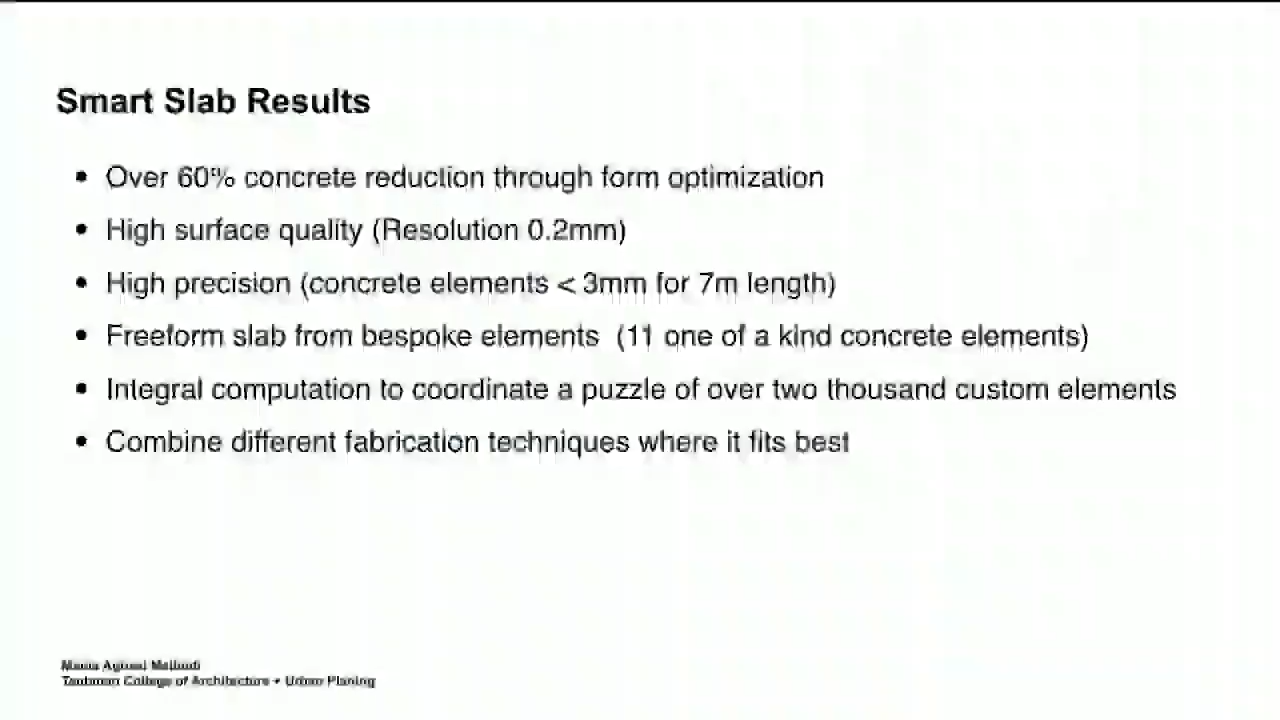 Smart Slab Results
• Over 60% concrete reduction through form optimization
• High surface quality (Resolution 0.2mm)
• High precision (concrete elements < 3mm for 7m length)
• Freeform slab from bespoke elements (11 one of a kind concrete elements)
• Integral computation to coordinate a puzzle of over two thousand custom elements
• Combine different fabrication techniques where it fits best
Taubman College of Architecture + Urban Planing